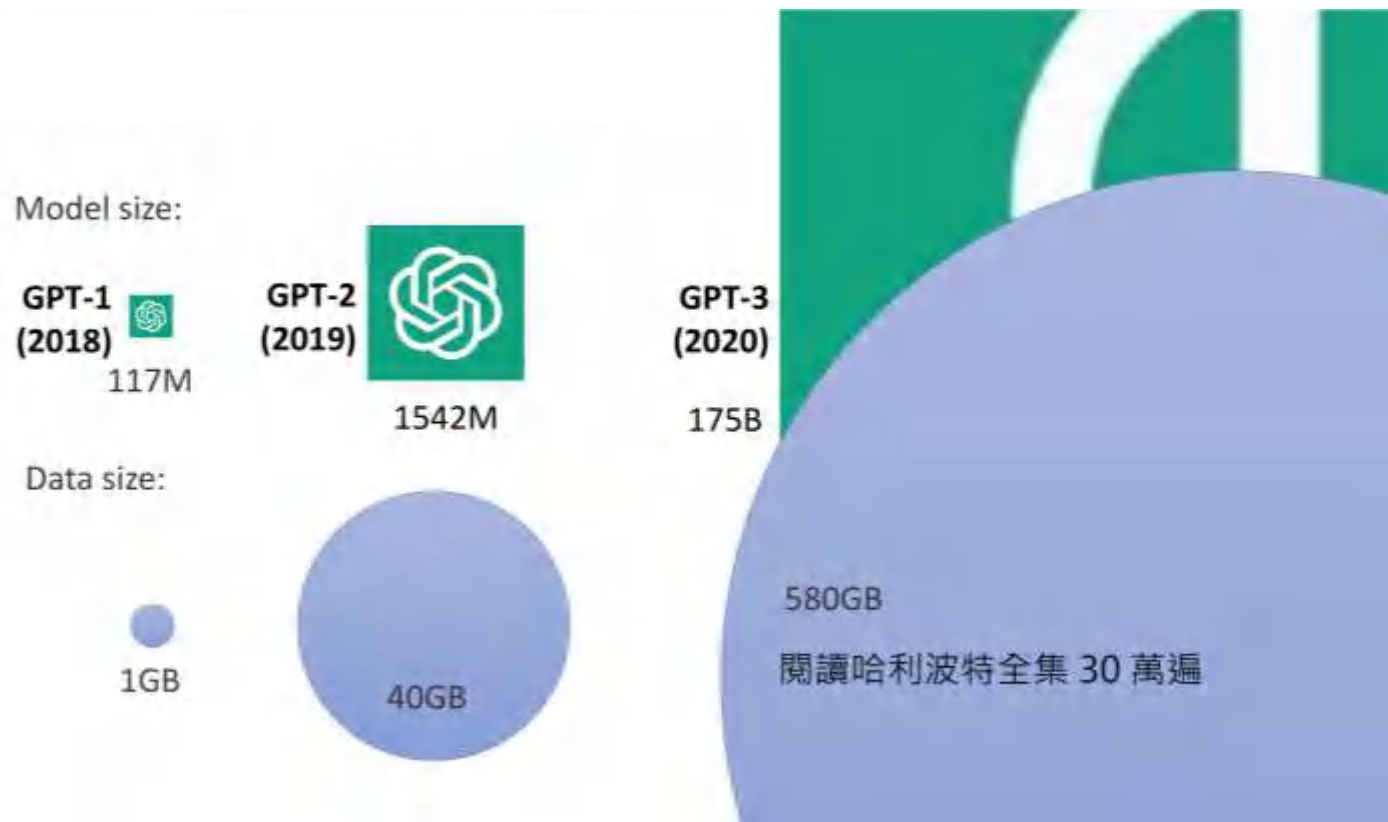 Model size:
GPT-1
(2018)
117M
GPT-2
(2019)
1542M
GPT-3
(2020)
175B
Data size:
1GB
40GB
580GB
閱讀哈利波特全集 30 萬遍